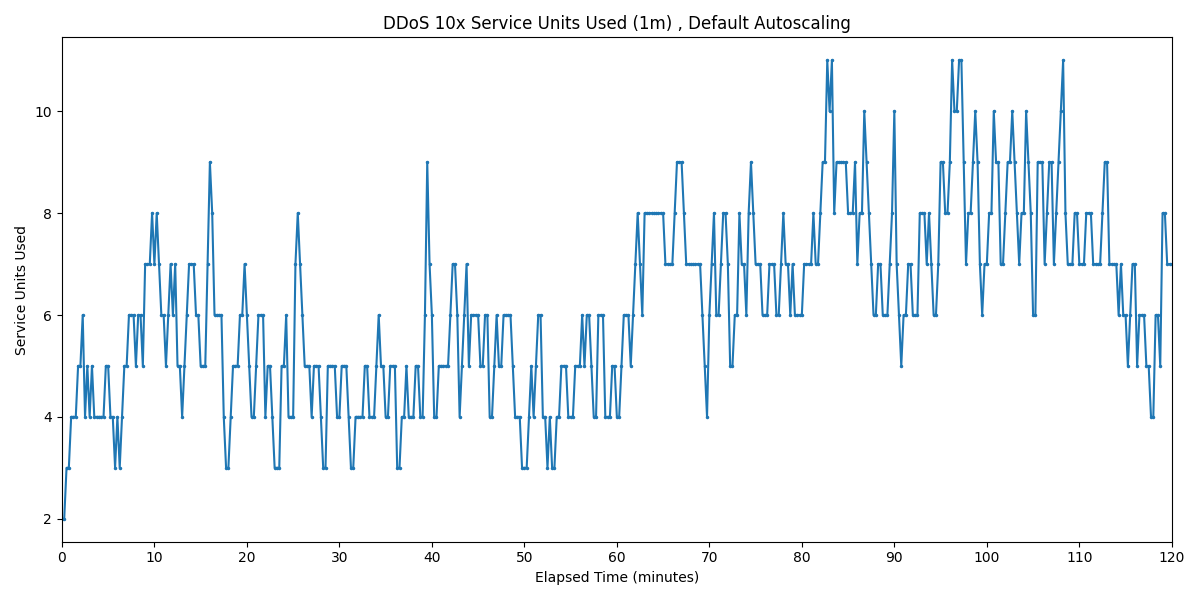 DDoS 10x Service Units Used (1m) , Default Autoscaling
Service Units Used
10
8
6
4
2
0 10 20 30 40 50 60 70 80 90 100 110 120
Elapsed Time (minutes)